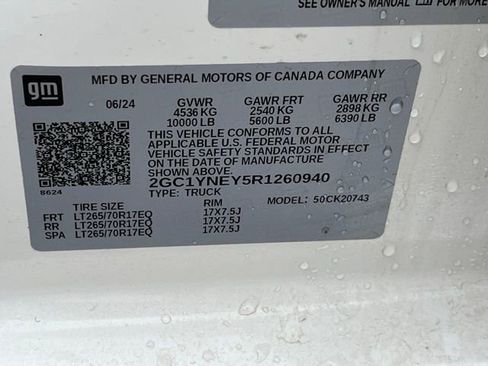 SEE OWNER'S MANUAL FOR MORE
gm
MFD BY GENERAL MOTORS OF CANADA COMPANY
06/24 GVWR GAWR FRT GAWR RR
4536 KG 2540 KG 2898 KG
10000 LB 5600 LB 6390 LB
THIS VEHICLE CONFORMS TO ALL
APPLICABLE U.S. FEDERAL MOTOR
VEHICLE SAFETY STANDARDS IN EFFECT
ON THE DATE OF MANUFACTURE
SHOWN ABOVE.
8624 2GC1YNEY5R1260940
TYPE: TRUCK MODEL: 50CK20743
TIRE SIZE RIM
FRT LT265/70R17EQ 17X7.5J
RR LT265/70R17EQ 17X7.5J
SPA LT265/70R17EQ 17X7.5J